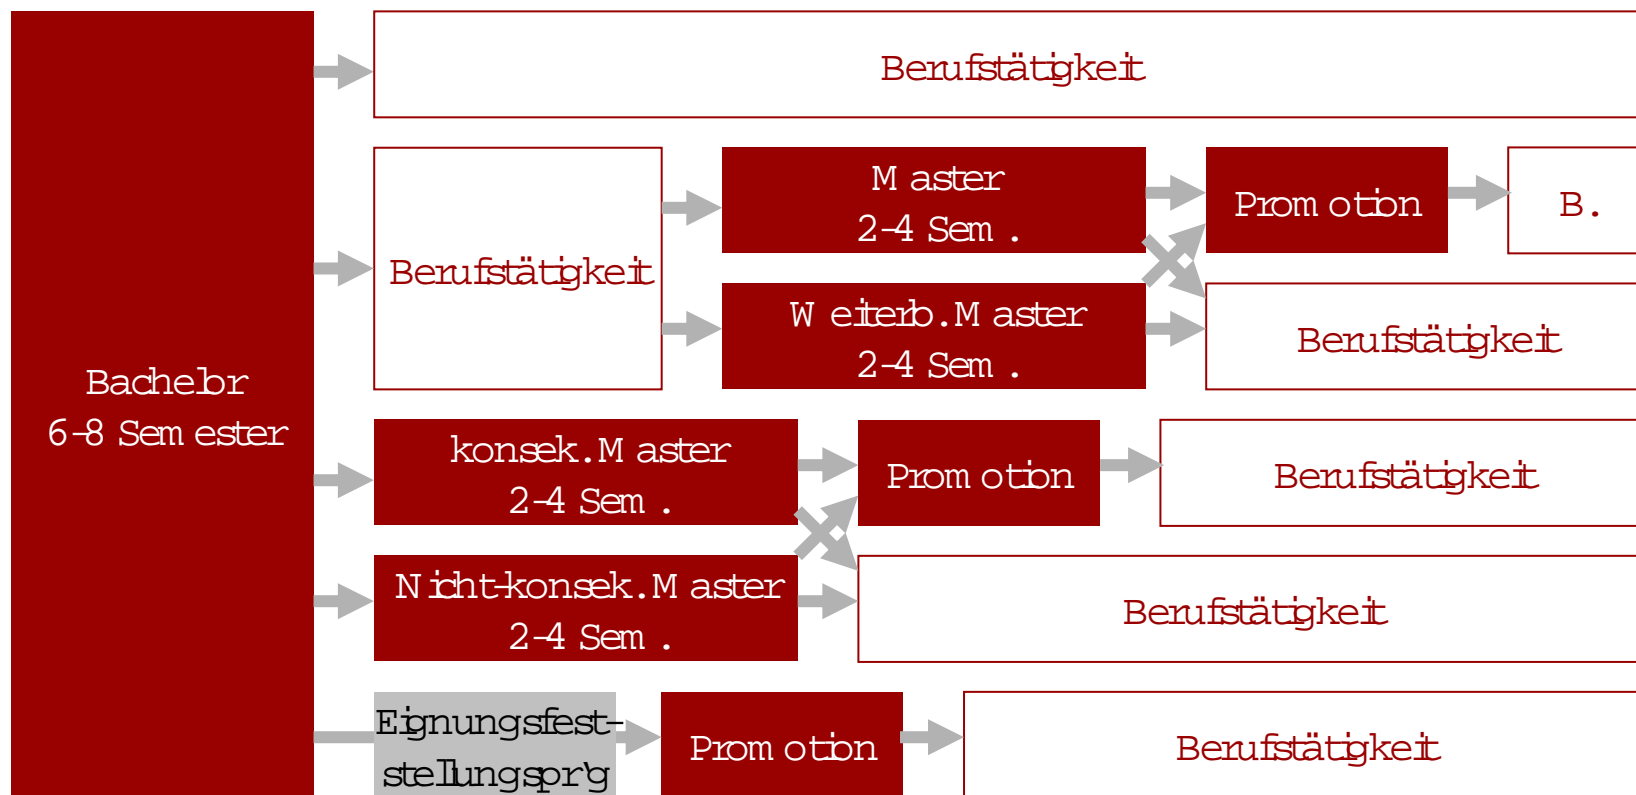 Berufstätigkeit
Master
2-4 Sem.
Promotion
B.
Berufstätigkeit
Weiterb. Master
2-4 Sem.
Berufstätigkeit
Bachelor
6-8 Semester
konsek. Master
2-4 Sem.
Promotion
Berufstätigkeit
Nicht-konsek. Master
2-4 Sem.
Berufstätigkeit
Eignungsfest-
stellungspr'g
Promotion
Berufstätigkeit